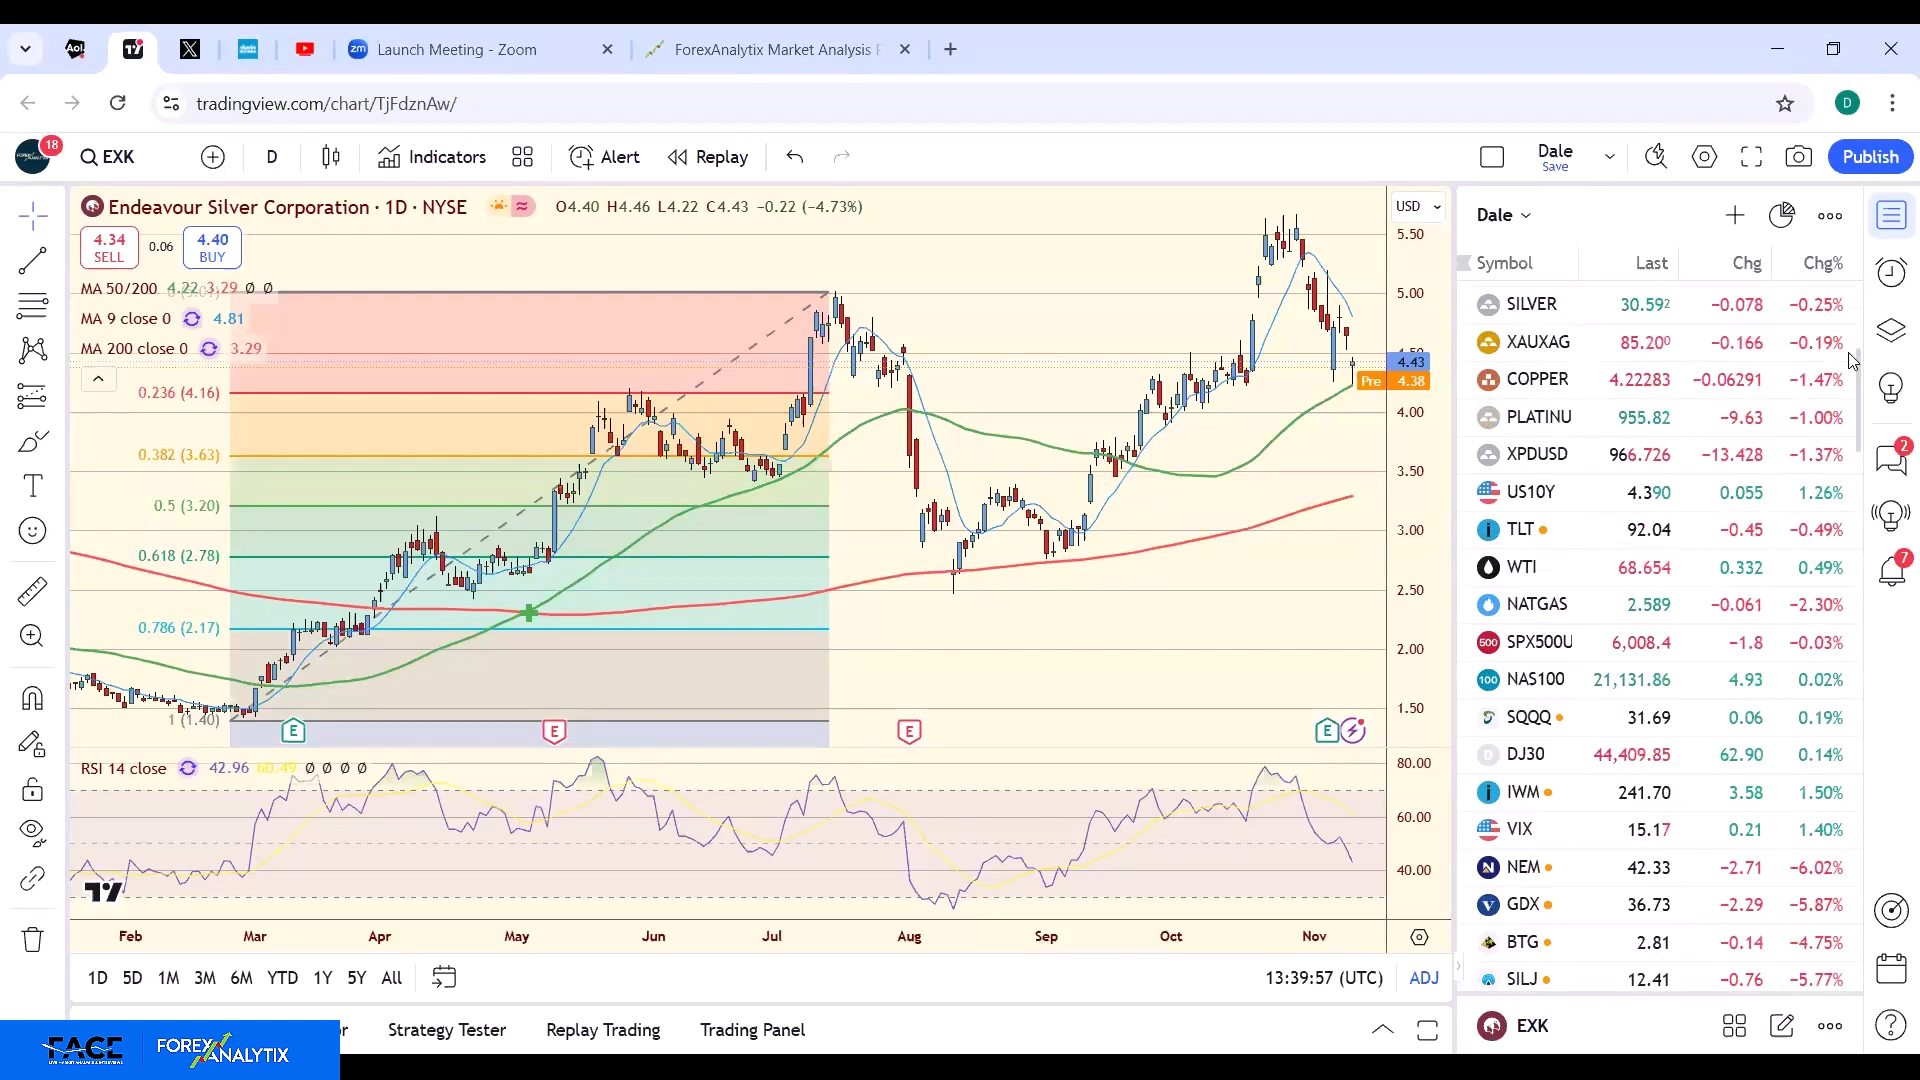 Aol.
Launch Meeting - Zoom
ForexAnalytix Market Analysis
tradingview.com/chart/TjFdznAw/
D
18
EXK
D
Indicators
Alert
Replay
Dale
Save
Publish
Endeavour Silver Corporation · 1D · NYSE
O4.40 H4.46 L4.22 C4.43 −0.22 (−4.73%)
USD
4.34
SELL
0.06
4.40
BUY
MA 50/200 4.22 3.29 Ø Ø
MA 9 close 0 4.81
MA 200 close 0 3.29
0.236 (4.16)
0.382 (3.63)
0.5 (3.20)
0.618 (2.78)
0.786 (2.17)
1 (1.40)
5.50
5.00
4.50
4.43
Pre 4.38
4.00
3.50
3.00
2.50
2.00
1.50
E
E
E
E
RSI 14 close 42.96 60.49 Ø Ø Ø Ø
80.00
60.00
40.00
Feb Mar Apr May Jun Jul Aug Sep Oct Nov
1D 5D 1M 3M 6M YTD 1Y 5Y All
13:39:57 (UTC)
ADJ
Strategy Tester
Replay Trading
Trading Panel
FACE
FOREX ANALYTIX
Dale
Symbol Last Chg Chg%
SILVER 30.592 −0.078 −0.25%
XAUXAG 85.200 −0.166 −0.19%
COPPER 4.22283 −0.06291 −1.47%
PLATINU 955.82 −9.63 −1.00%
XPDUSD 966.726 −13.428 −1.37%
US10Y 4.390 0.055 1.26%
TLT 92.04 −0.45 −0.49%
WTI 68.654 0.332 0.49%
NATGAS 2.589 −0.061 −2.30%
SPX500U 6,008.4 −1.8 −0.03%
NAS100 21,131.86 4.93 0.02%
SQQQ 31.69 0.06 0.19%
DJ30 44,409.85 62.90 0.14%
IWM 241.70 3.58 1.50%
VIX 15.17 0.21 1.40%
NEM 42.33 −2.71 −6.02%
GDX 36.73 −2.29 −5.87%
BTG 2.81 −0.14 −4.75%
SILJ 12.41 −0.76 −5.77%
EXK
2
7